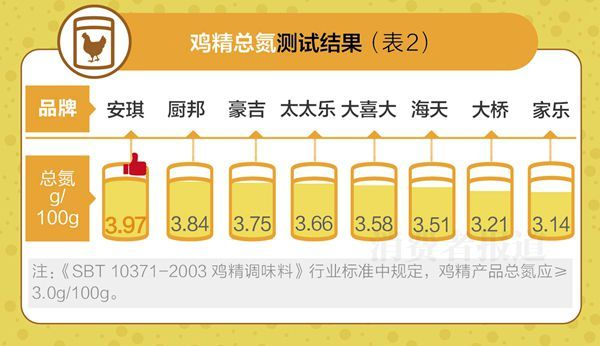 鸡精总氮测试结果（表2）
品牌 安琪 厨邦 豪吉 太太乐 大喜大 海天 大桥 家乐
总氮
g/
100g
3.97 3.84 3.75 3.66 3.58 3.51 3.21 3.14
消费者报道
注：《SBT 10371-2003 鸡精调味料》行业标准中规定，鸡精产品总氮应≥
3.0g/100g。